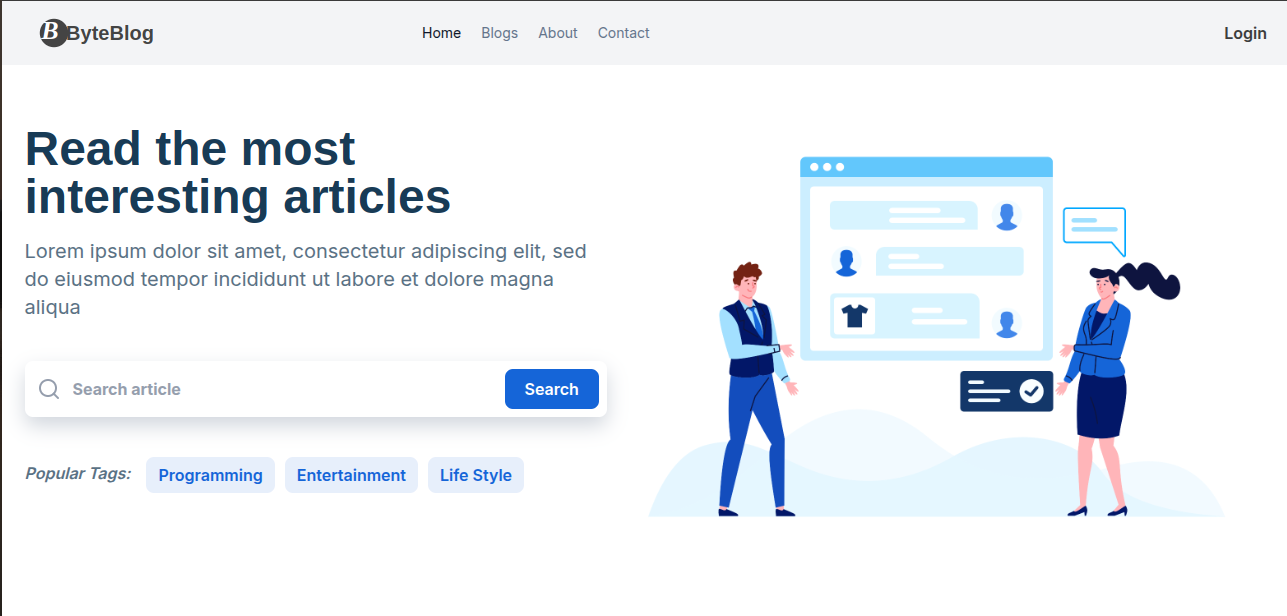 B ByteBlog
Home Blogs About Contact
Login
Read the most
interesting articles
Lorem ipsum dolor sit amet, consectetur adipiscing elit, sed
do eiusmod tempor incididunt ut labore et dolore magna
aliqua
Search article
Search
Popular Tags: Programming Entertainment Life Style